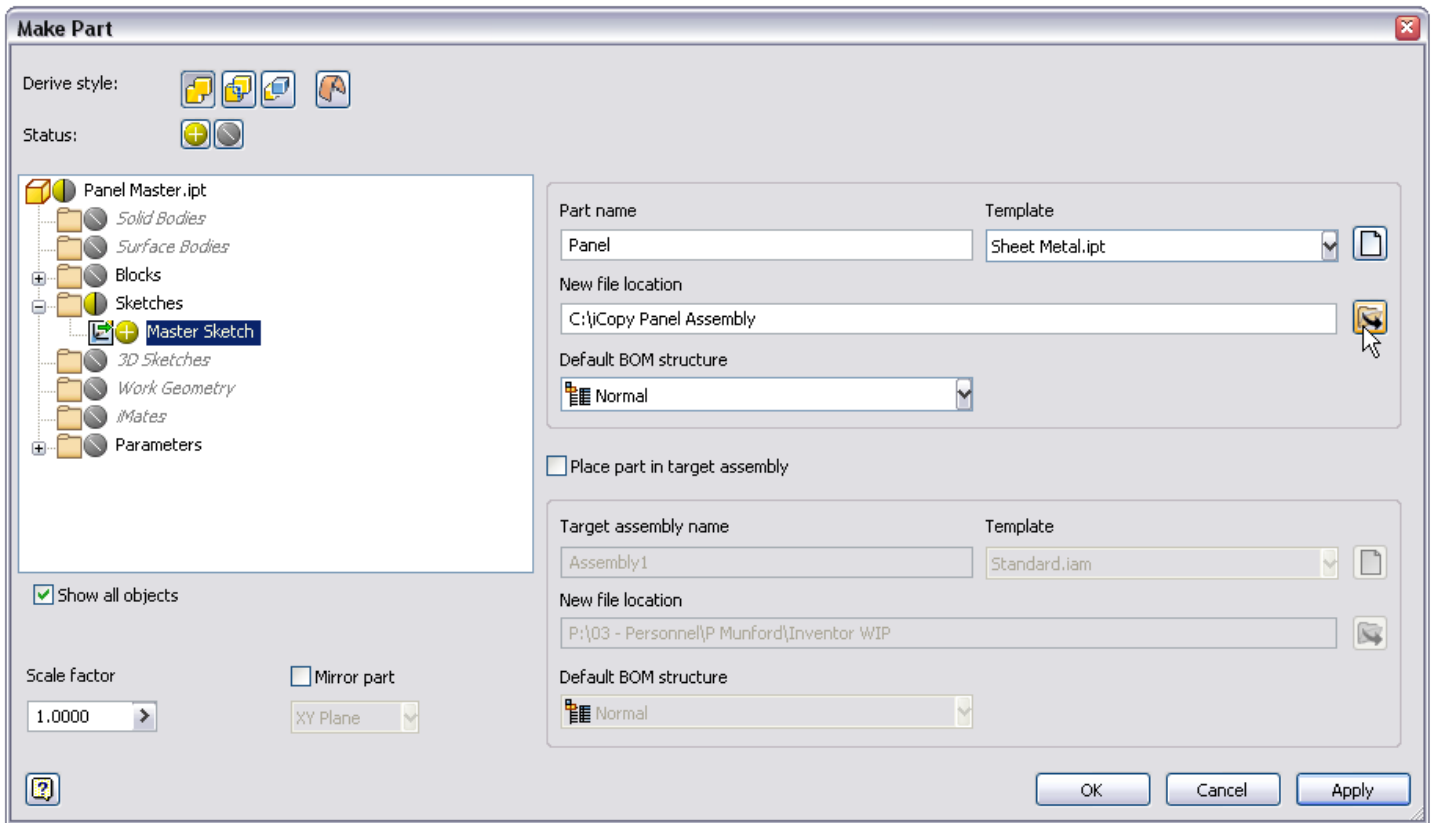 Make Part
Derive style:
Status:
Panel Master.ipt
Solid Bodies
Surface Bodies
Blocks
Sketches
Master Sketch
3D Sketches
Work Geometry
iMates
Parameters
Show all objects
Scale factor
Mirror part
1.0000
XY Plane
Part name
Template
Panel
Sheet Metal.ipt
New file location
C:\iCopy Panel Assembly
Default BOM structure
Normal
Place part in target assembly
Target assembly name
Template
Assembly1
Standard.iam
New file location
P:\03 - Personnel\P Munford\Inventor WIP
Default BOM structure
Normal
OK
Cancel
Apply